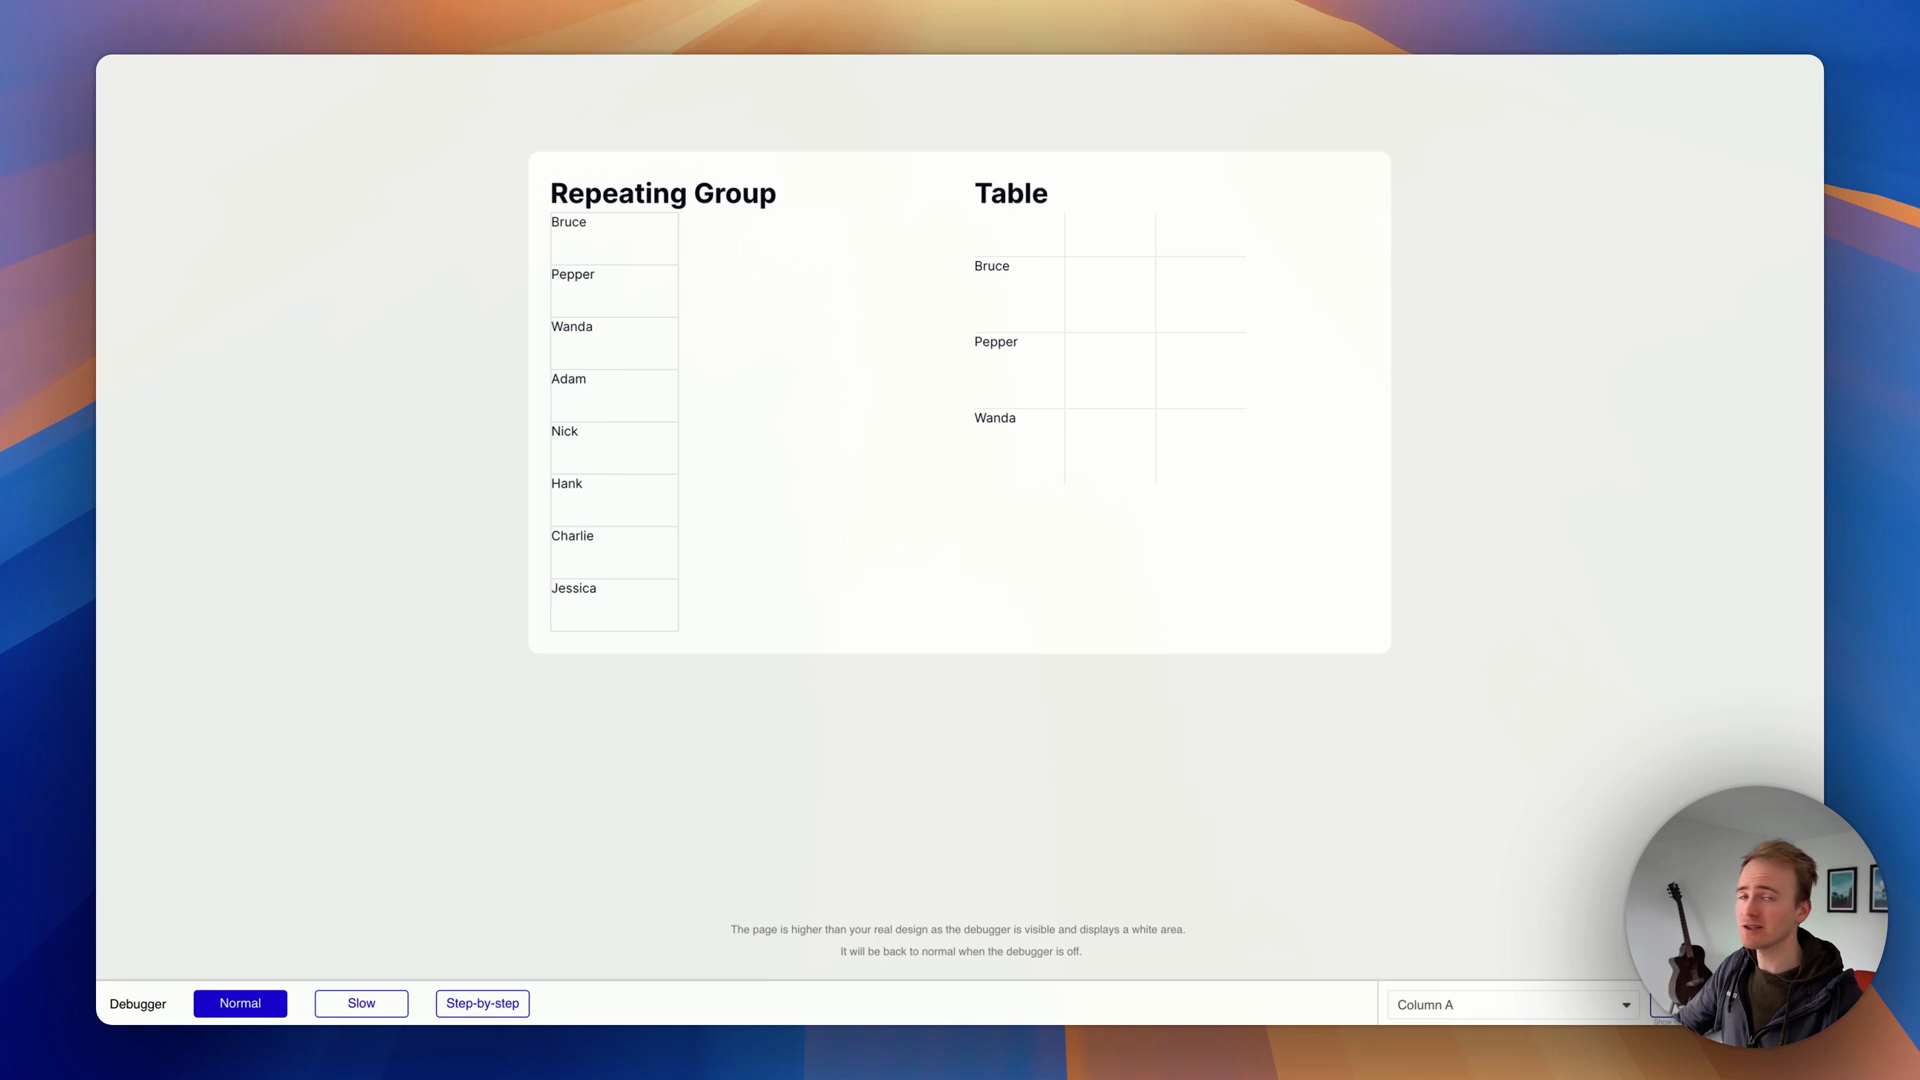 Repeating Group
Bruce
Pepper
Wanda
Adam
Nick
Hank
Charlie
Jessica
Table
Bruce
Pepper
Wanda
The page is higher than your real design as the debugger is visible and displays a white area.
It will be back to normal when the debugger is off.
Debugger
Normal
Slow
Step-by-step
Column A